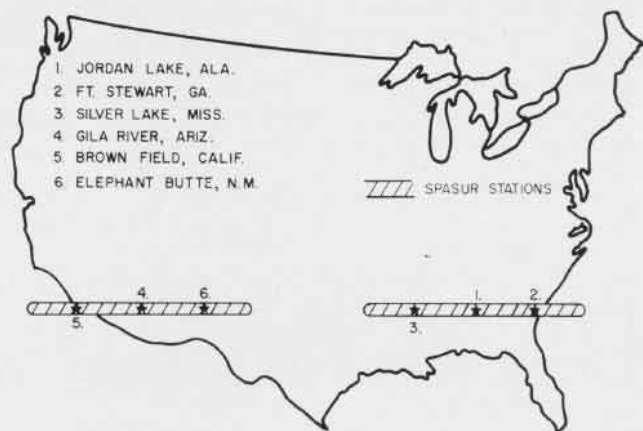 1. JORDAN LAKE, ALA.
2. FT. STEWART, GA.
3. SILVER LAKE, MISS.
4. GILA RIVER, ARIZ.
5. BROWN FIELD, CALIF.
6. ELEPHANT BUTTE, N.M.
SPASUR STATIONS
4. 6. 1. 2.
5. 3.